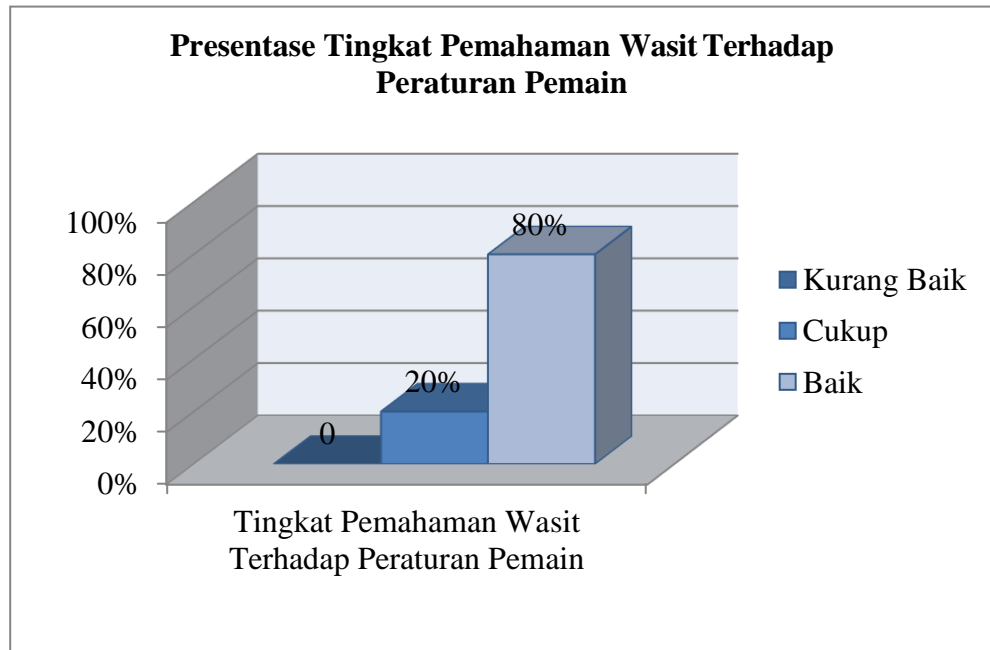 Presentase Tingkat Pemahaman Wasit Terhadap
Peraturan Pemain
100%
80%
60%
40%
20%
0%
0
20%
80%
Tingkat Pemahaman Wasit
Terhadap Peraturan Pemain
Kurang Baik
Cukup
Baik